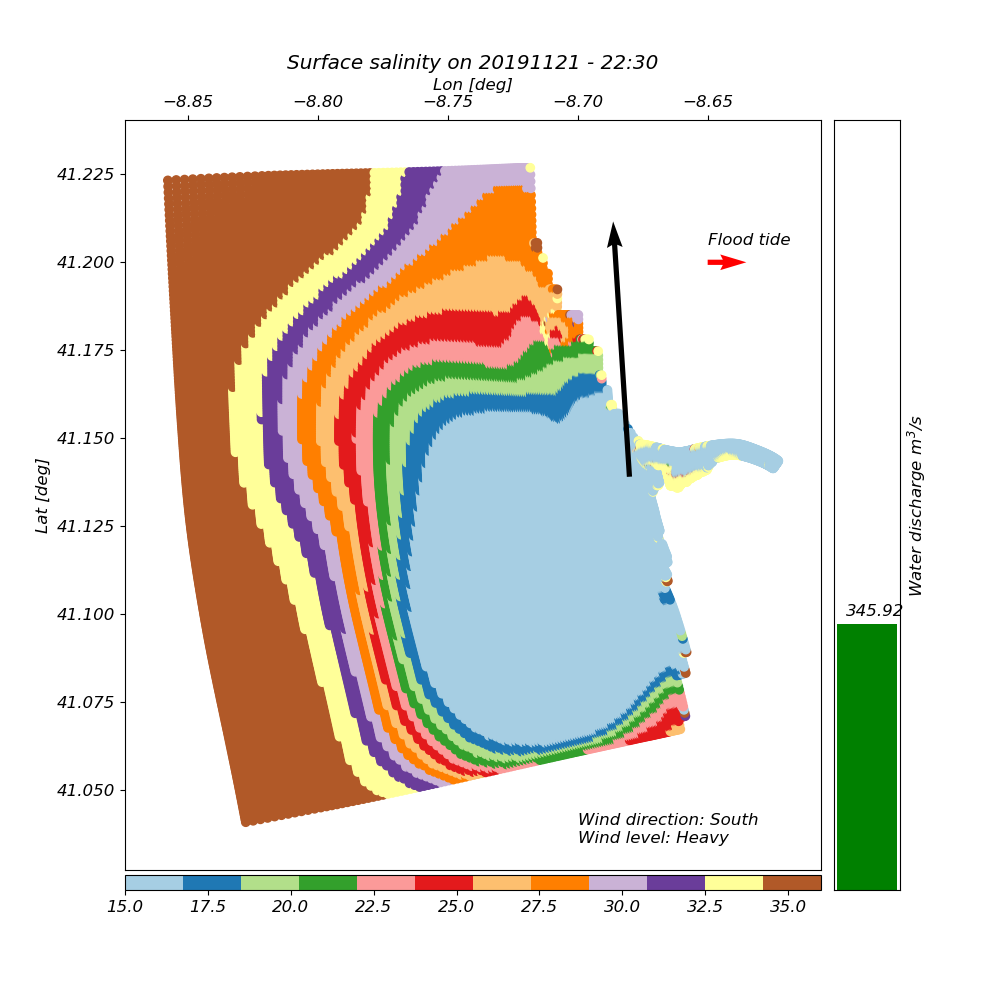 Surface salinity on 20191121 - 22:30
Lon [deg]
−8.85 −8.80 −8.75 −8.70 −8.65
41.225
41.200
41.175
41.150
41.125
41.100
41.075
41.050
Lat [deg]
Flood tide
Wind direction: South
Wind level: Heavy
345.92
Water discharge m³/s
15.0 17.5 20.0 22.5 25.0 27.5 30.0 32.5 35.0